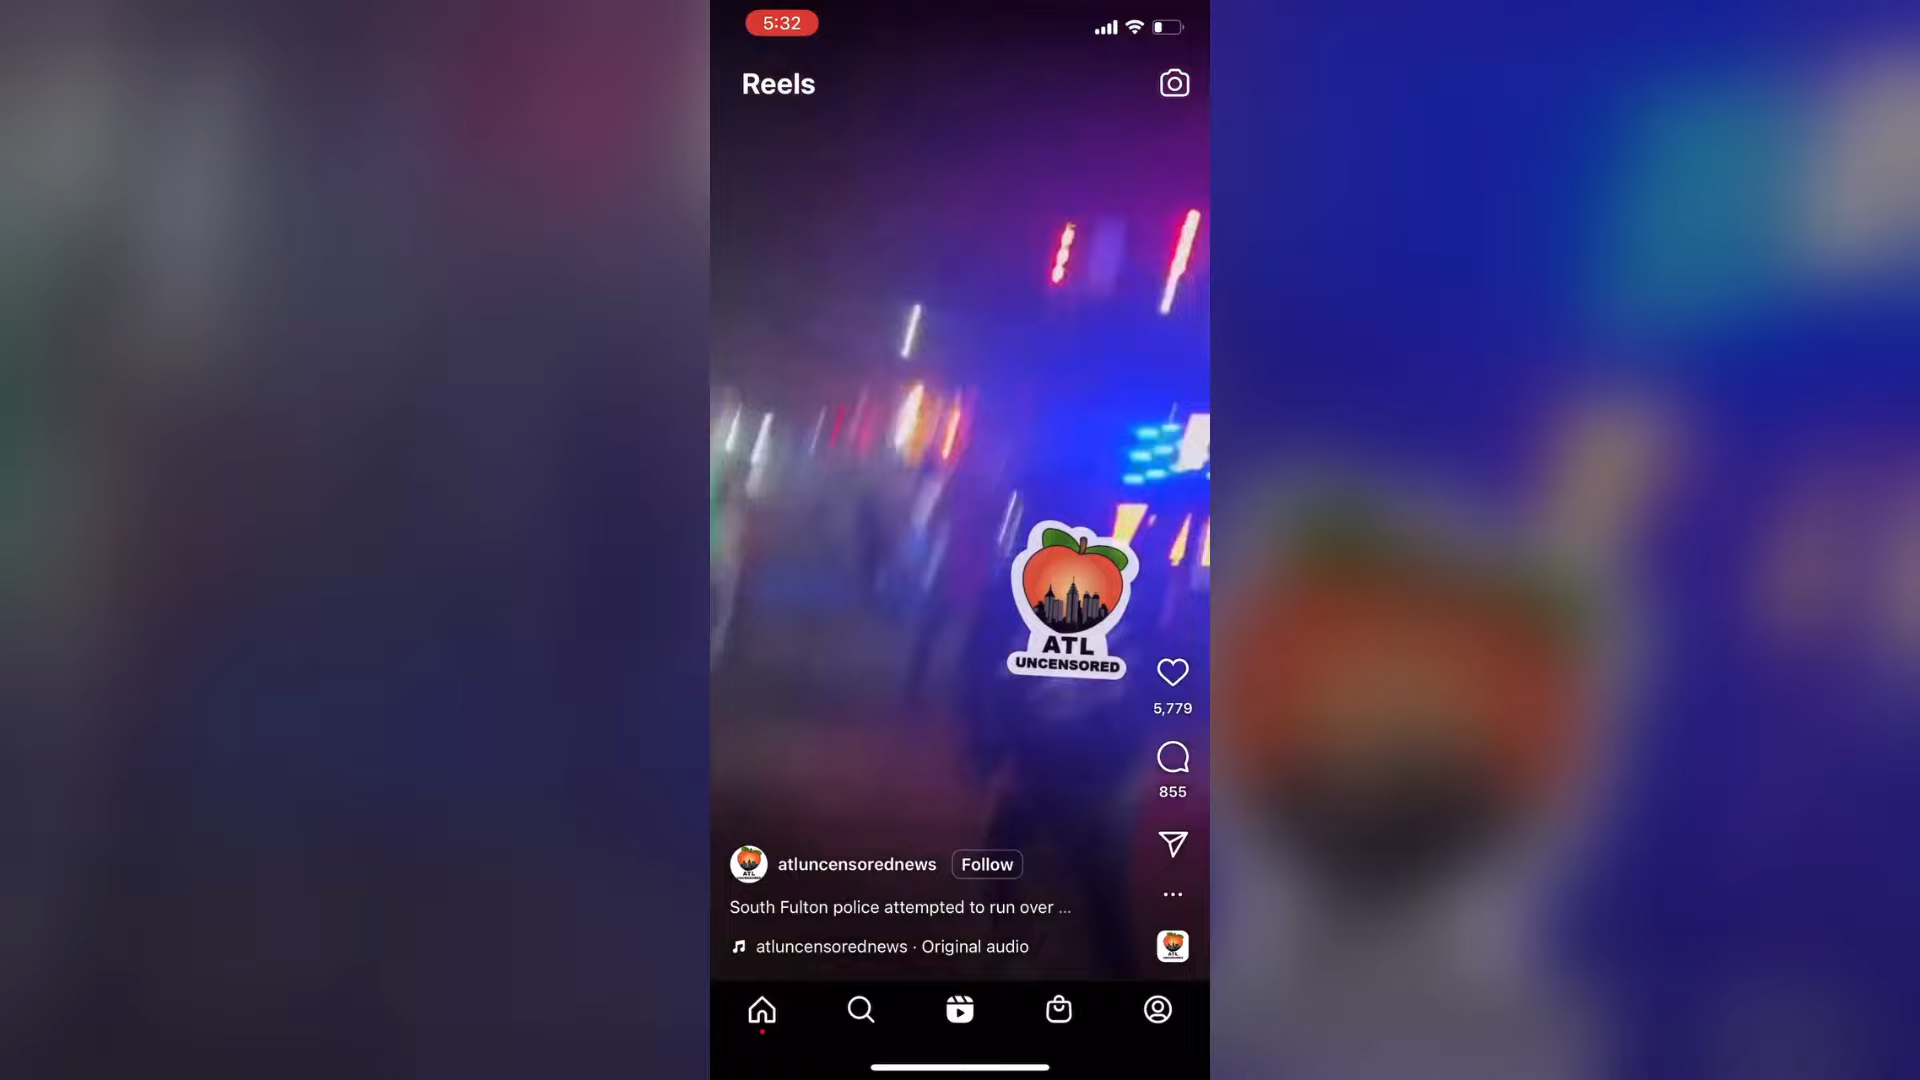 5:32
Reels
ATL
UNCENSORED
5,779
855
atluncensorednews Follow
South Fulton police attempted to run over ...
atluncensorednews · Original audio